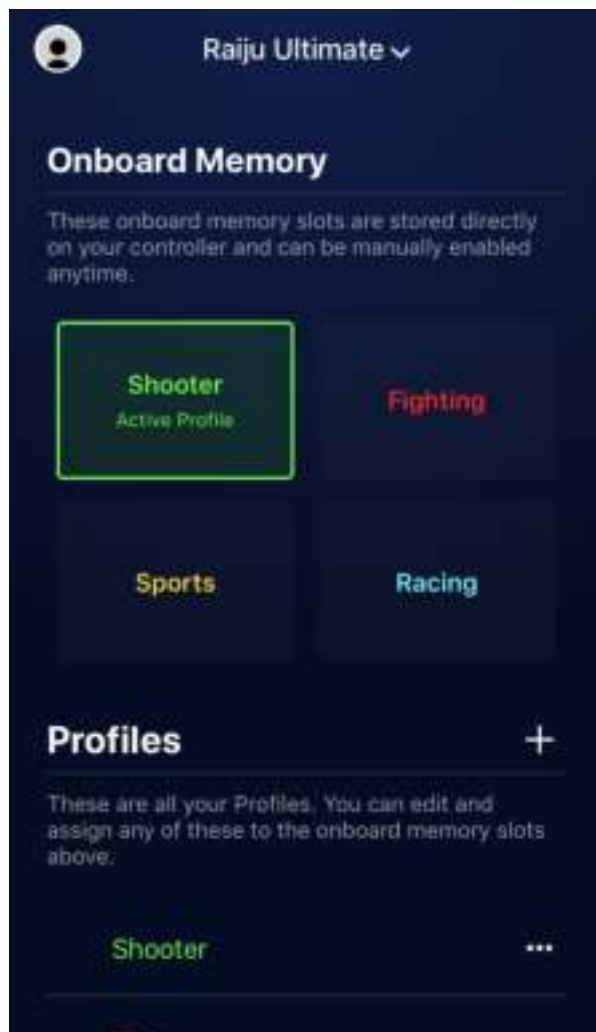 Raiju Ultimate
Onboard Memory
These onboard memory slots are stored directly
on your controller and can be manually enabled
anytime.
Shooter
Active Profile
Fighting
Sports
Racing
Profiles
These are all your Profiles. You can edit and
assign any of these to the onboard memory slots
above.
Shooter